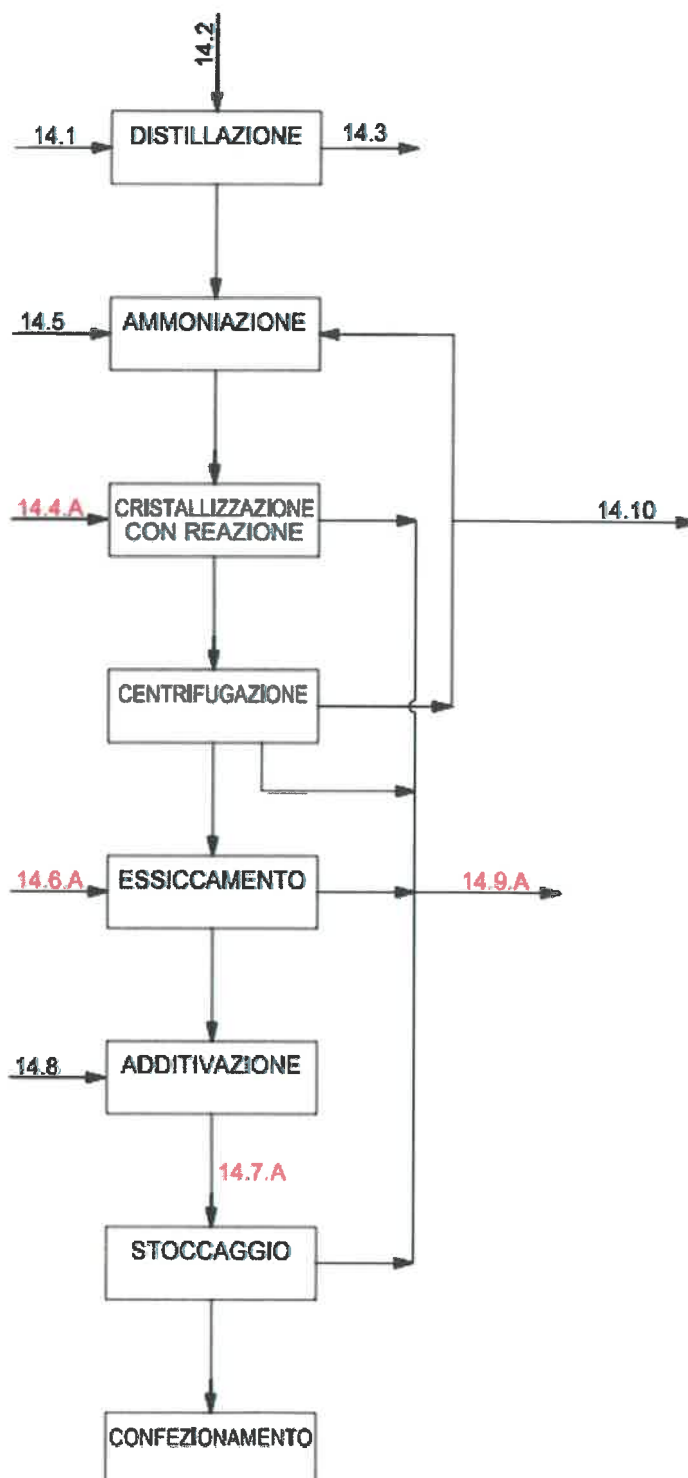 14.2
14.1
DISTILLAZIONE
14.3
14.5
AMMONIAZIONE
14.4.A
CRISTALLIZZAZIONE
CON REAZIONE
14.10
CENTRIFUGAZIONE
14.6.A
ESSICCAMENTO
14.9.A
14.8
ADDITIVAZIONE
14.7.A
STOCCAGGIO
CONFEZIONAMENTO